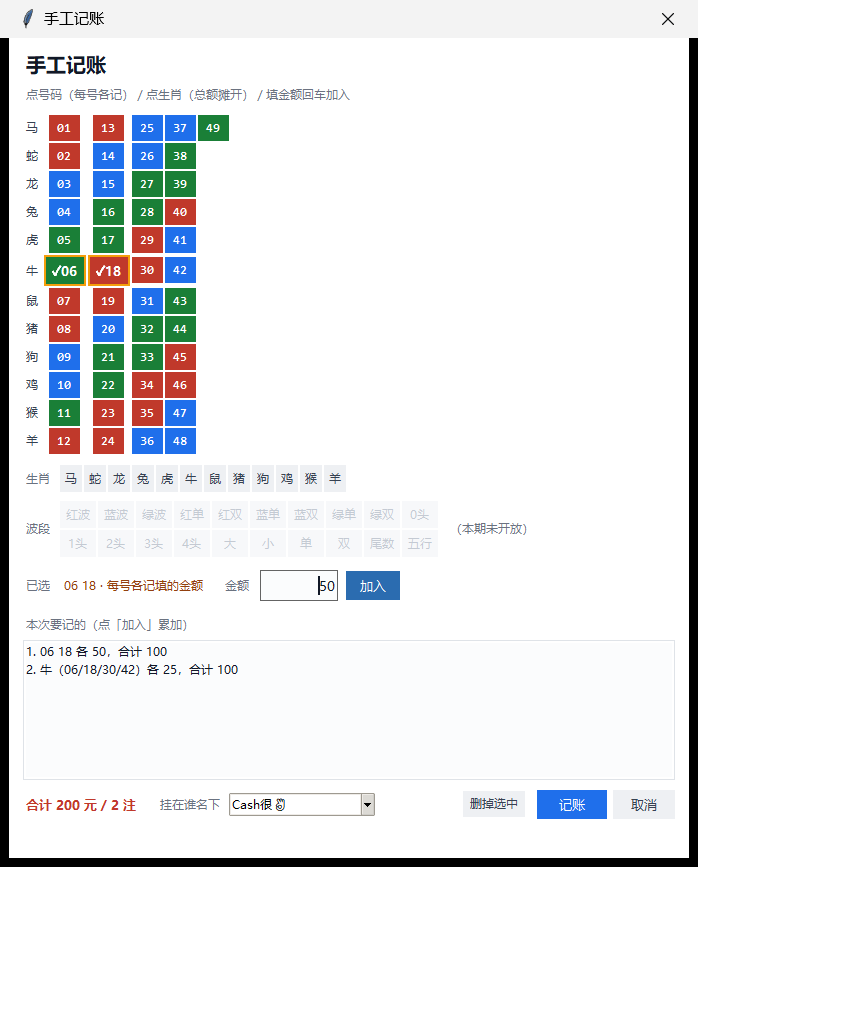 手工记账
手工记账
点号码（每号各记） / 点生肖（总额摊开） / 填金额回车加入
马 01 13 25 37 49
蛇 02 14 26 38
龙 03 15 27 39
兔 04 16 28 40
虎 05 17 29 41
牛 ✓06 ✓18 30 42
鼠 07 19 31 43
猪 08 20 32 44
狗 09 21 33 45
鸡 10 22 34 46
猴 11 23 35 47
羊 12 24 36 48
生肖 马 蛇 龙 兔 虎 牛 鼠 猪 狗 鸡 猴 羊
红波 蓝波 绿波 红单 红双 蓝单 蓝双 绿单 绿双 0头
波段 （本期未开放）
1头 2头 3头 4头 大 小 单 双 尾数 五行
已选 06 18 · 每号各记填的金额 金额 50 加入
本次要记的（点「加入」累加）
1. 06 18 各 50，合计 100
2. 牛（06/18/30/42）各 25，合计 100
合计 200 元 / 2 注 挂在谁名下 Cash很 删掉选中 记账 取消